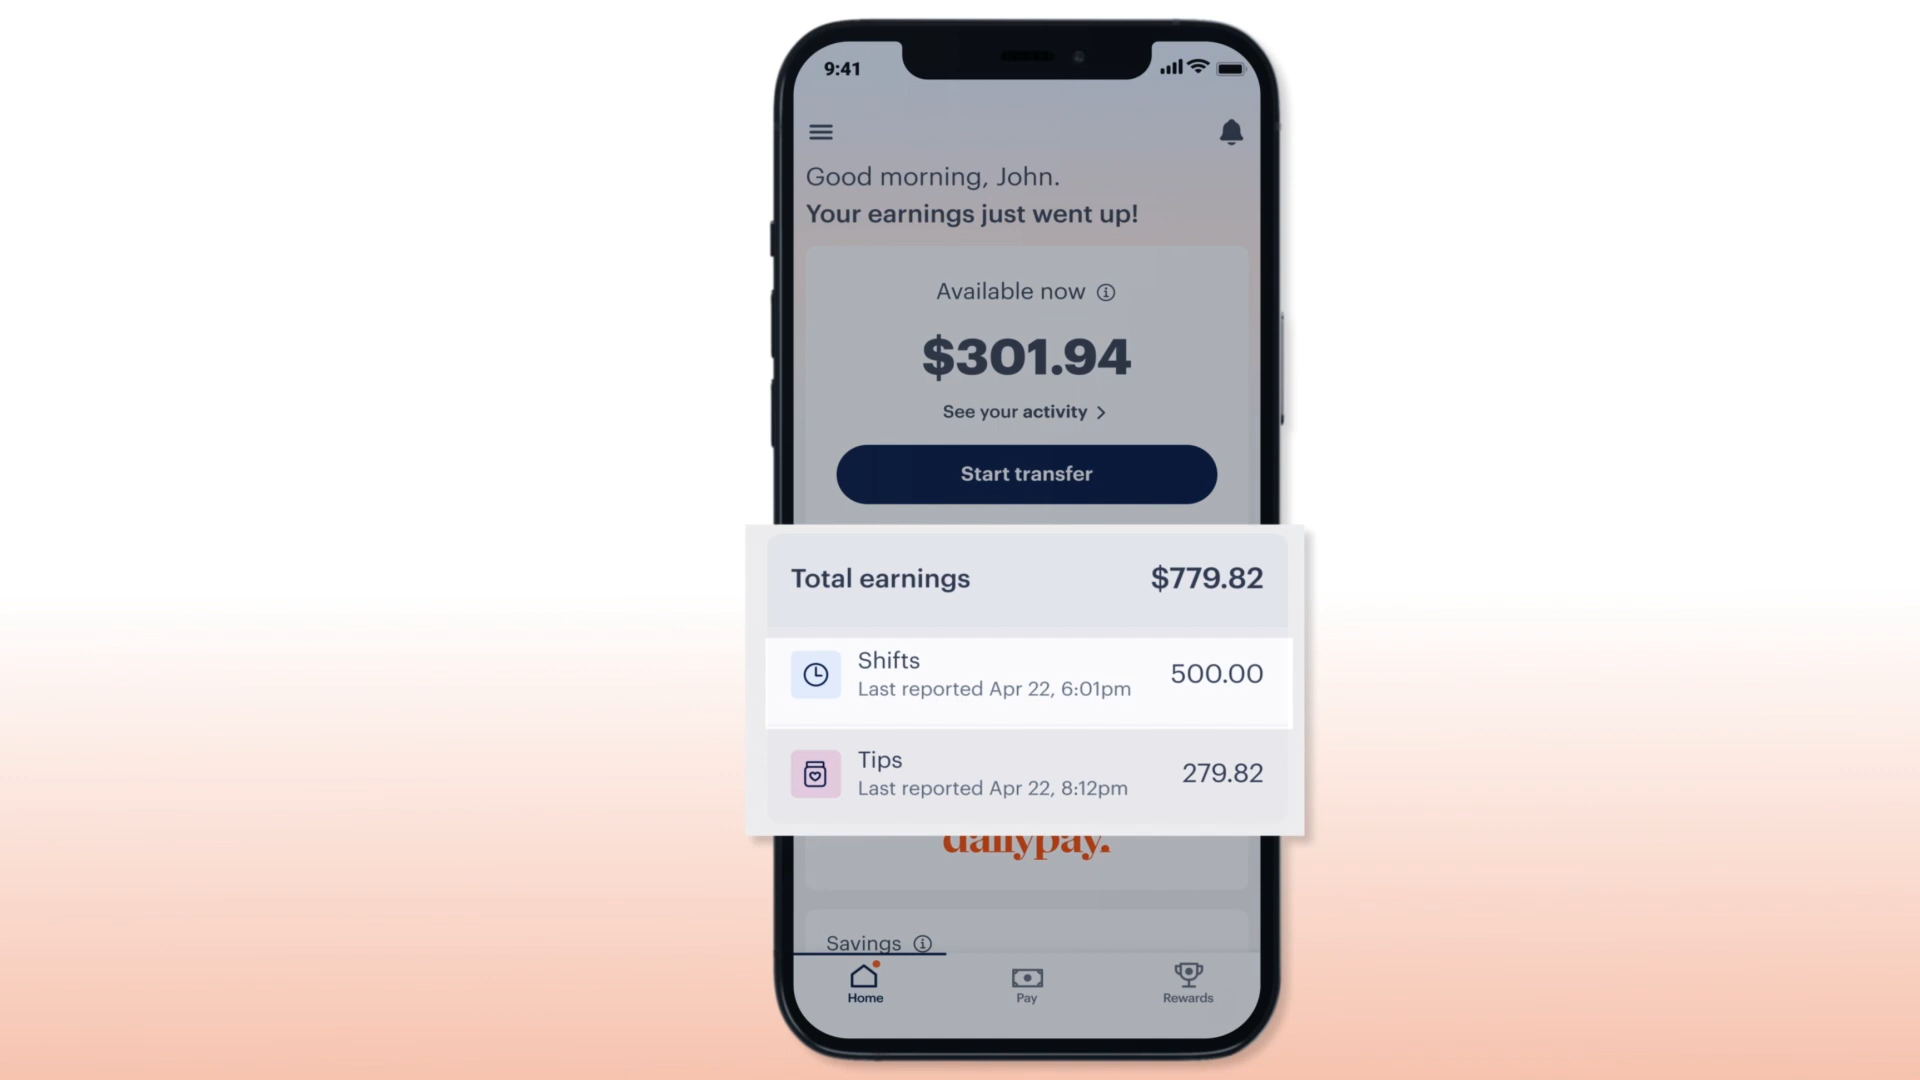 9:41
Good morning, John.
Your earnings just went up!
Available now
$301.94
See your activity
Start transfer
Total earnings $779.82
Shifts 500.00
Last reported Apr 22, 6:01pm
Tips 279.82
Last reported Apr 22, 8:12pm
dailypay.
Savings
Home Pay Rewards